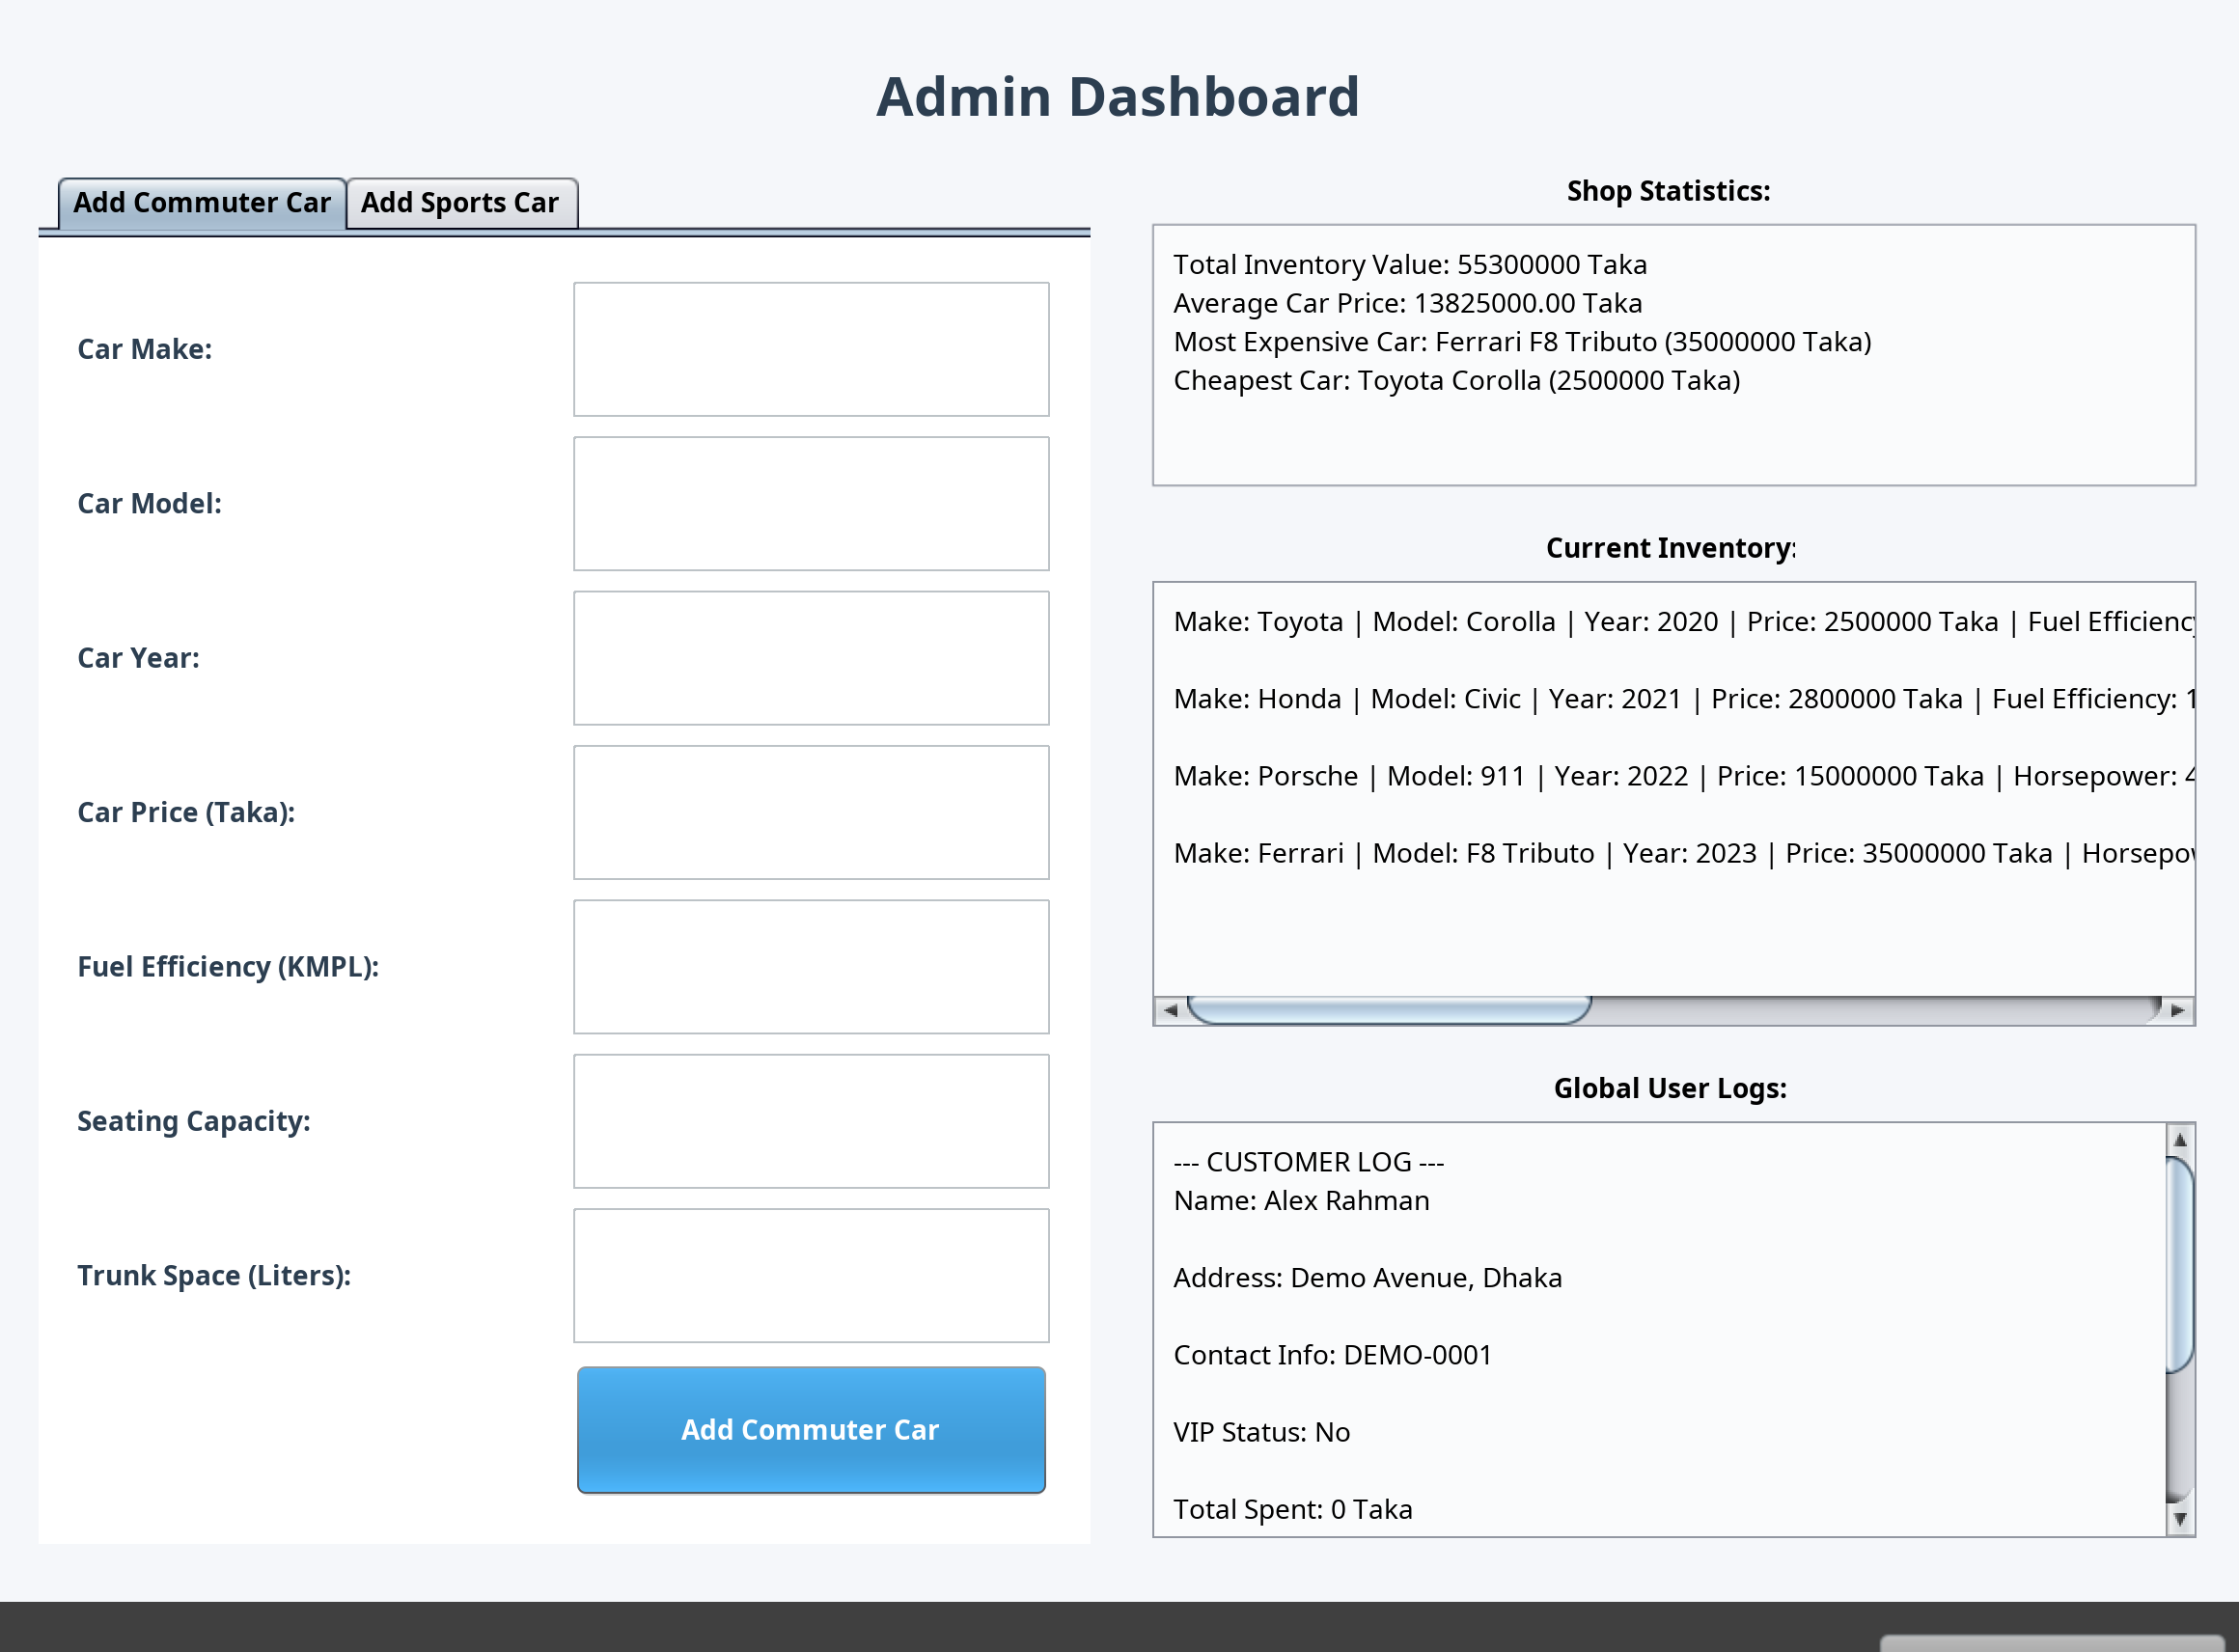 Admin Dashboard
Add Commuter Car
Add Sports Car
Car Make:
Car Model:
Car Year:
Car Price (Taka):
Fuel Efficiency (KMPL):
Seating Capacity:
Trunk Space (Liters):
Add Commuter Car
Shop Statistics:
Total Inventory Value: 55300000 Taka
Average Car Price: 13825000.00 Taka
Most Expensive Car: Ferrari F8 Tributo (35000000 Taka)
Cheapest Car: Toyota Corolla (2500000 Taka)
Current Inventory:
Make: Toyota | Model: Corolla | Year: 2020 | Price: 2500000 Taka | Fuel Efficiency
Make: Honda | Model: Civic | Year: 2021 | Price: 2800000 Taka | Fuel Efficiency: 1
Make: Porsche | Model: 911 | Year: 2022 | Price: 15000000 Taka | Horsepower: 4
Make: Ferrari | Model: F8 Tributo | Year: 2023 | Price: 35000000 Taka | Horsepow
Global User Logs:
--- CUSTOMER LOG ---
Name: Alex Rahman
Address: Demo Avenue, Dhaka
Contact Info: DEMO-0001
VIP Status: No
Total Spent: 0 Taka